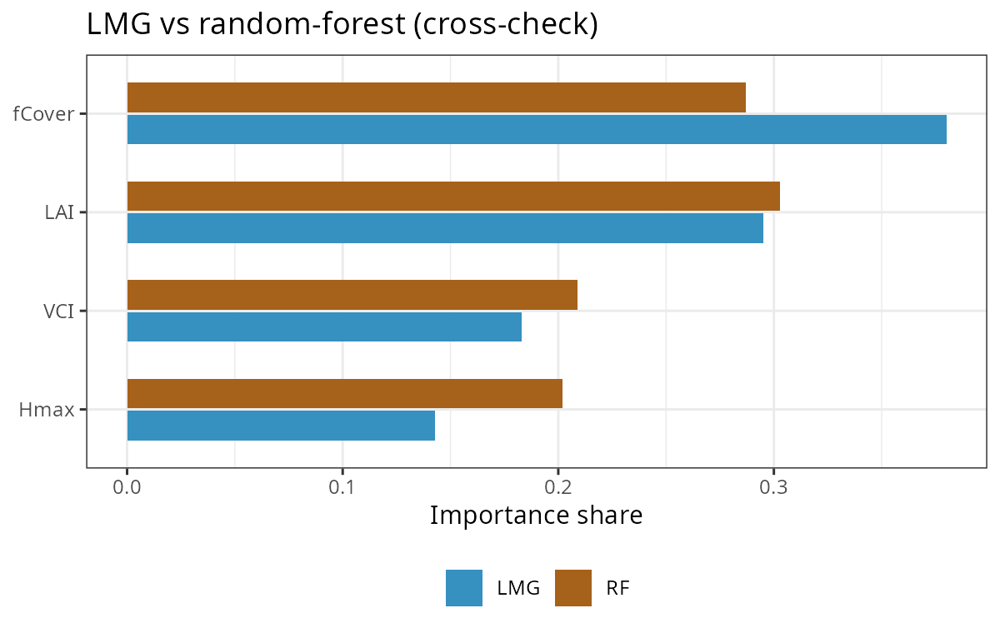 LMG vs random-forest (cross-check)
fCover
LAI
VCI
Hmax
0.0 0.1 0.2 0.3
Importance share
LMG RF